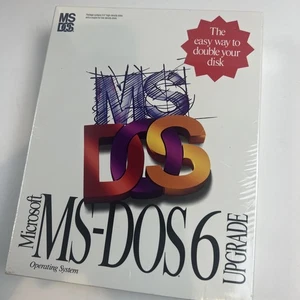 MS
DOS
The
easy way to
double your
disk
MS
DOS
Microsoft
MS-DOS 6
UPGRADE
Operating System